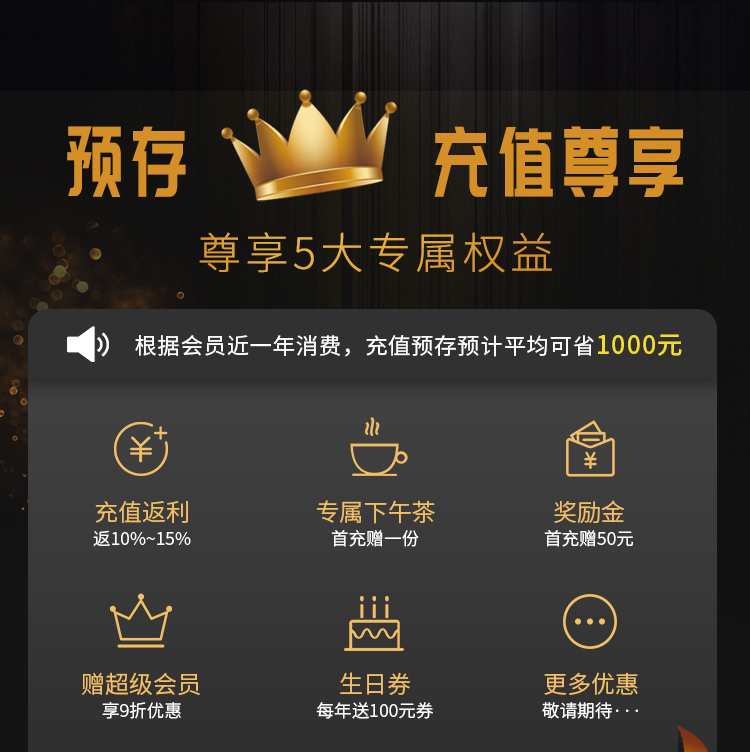 预存 充值尊享
尊享5大专属权益
根据会员近一年消费，充值预存预计平均可省1000元
充值返利 专属下午茶 奖励金
返10%~15% 首充赠一份 首充赠50元
赠超级会员 生日券 更多优惠
享9折优惠 每年送100元券 敬请期待···